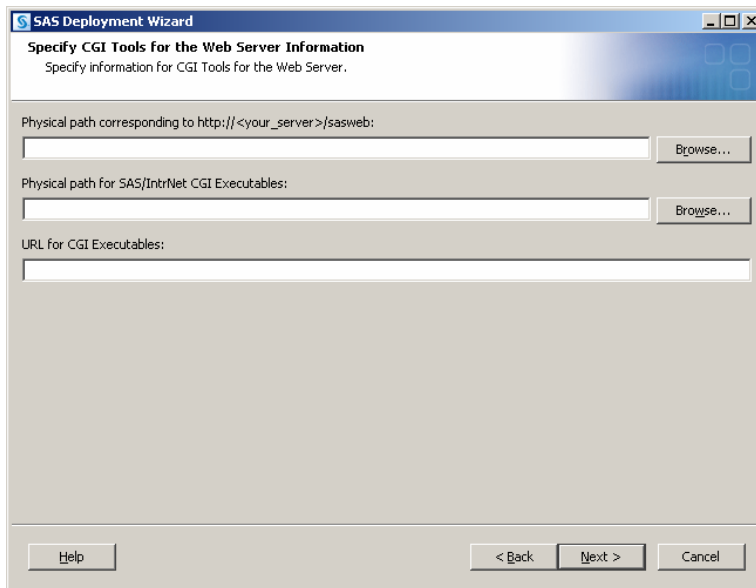 SAS Deployment Wizard
Specify CGI Tools for the Web Server Information
Specify information for CGI Tools for the Web Server.
Physical path corresponding to http://<your_server>/sasweb:
Browse...
Physical path for SAS/IntrNet CGI Executables:
Browse...
URL for CGI Executables:
Help
< Back
Next >
Cancel